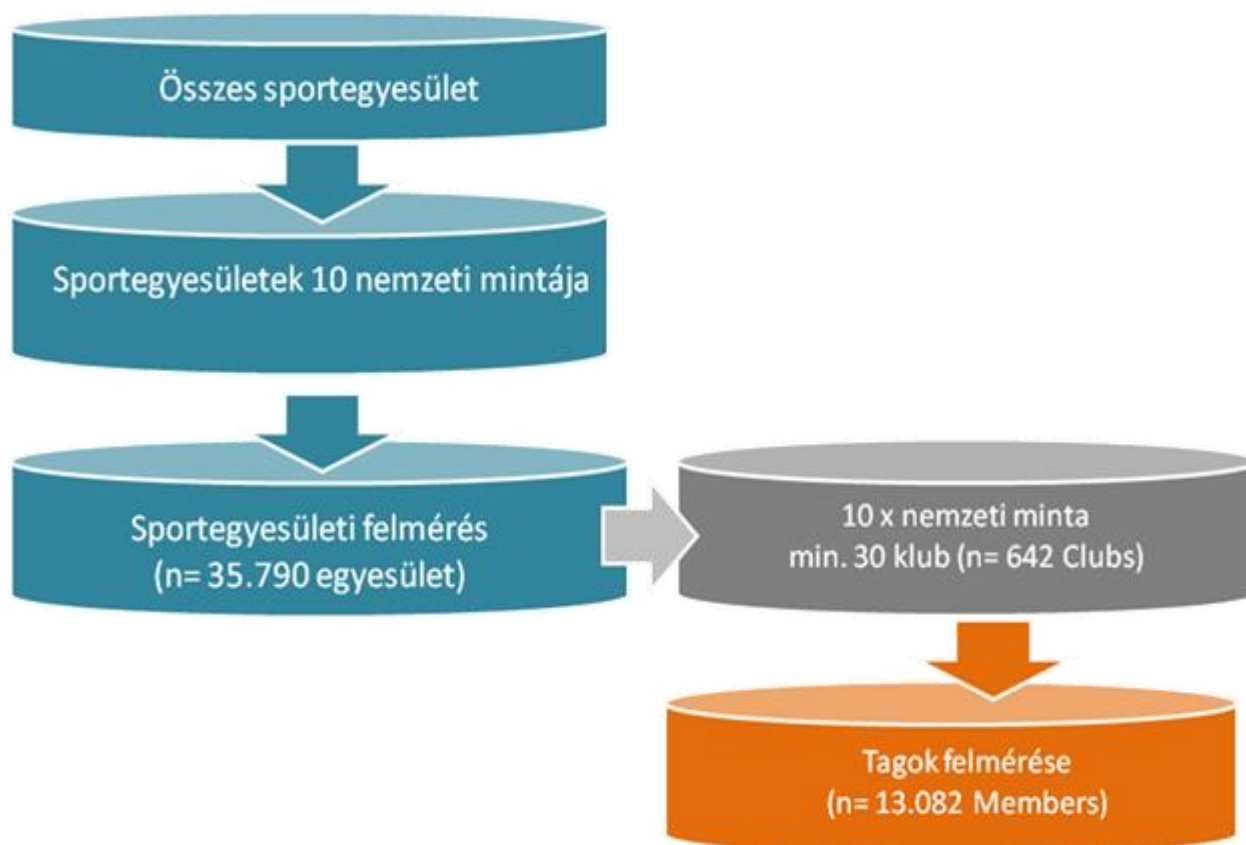 Összes sportegyesület
Sportegyesületek 10 nemzeti mintája
Sportegyesületi felmérés
(n= 35.790 egyesület)
10 x nemzeti minta
min. 30 klub (n= 642 Clubs)
Tagok felmérése
(n= 13.082 Members)